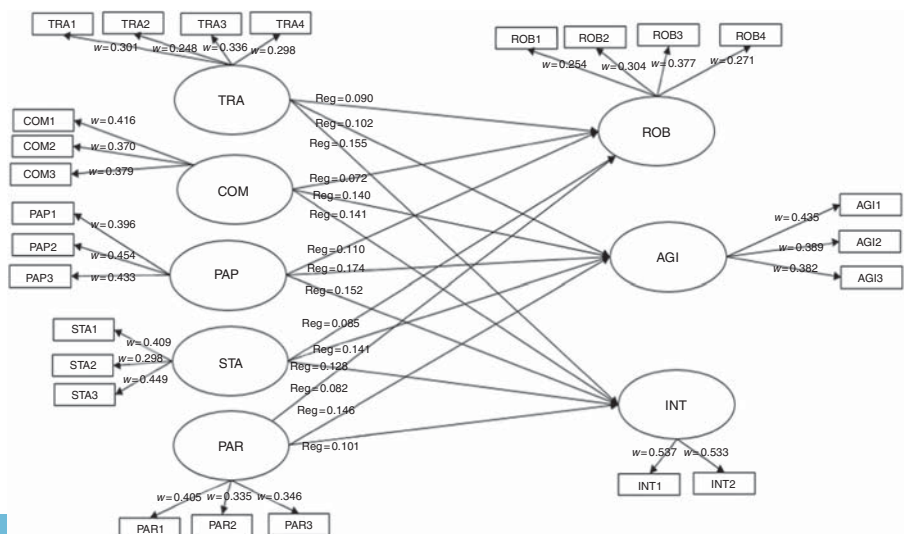 TRA1 TRA2 TRA3 TRA4
w=0.301 w=0.248 w=0.336 w=0.298
TRA
ROB1 ROB2 ROB3 ROB4
w=0.254 w=0.304 w=0.377 w=0.271
ROB
COM1 w=0.416
COM2 w=0.370
COM3 w=0.379
COM
PAP1 w=0.396
PAP2 w=0.454
PAP3 w=0.433
PAP
STA1 w=0.409
STA2 w=0.298
STA3 w=0.449
STA
PAR
w=0.405 w=0.335 w=0.346
PAR1 PAR2 PAR3
Reg=0.090
Reg=0.102
Reg=0.155
Reg=0.072
Reg=0.140
Reg=0.141
Reg=0.110
Reg=0.174
Reg=0.152
Reg=0.085
Reg=0.141
Reg=0.128
Reg=0.082
Reg=0.146
Reg=0.101
AGI
w=0.435 AGI1
w=0.389 AGI2
w=0.382 AGI3
INT
w=0.537 w=0.533
INT1 INT2